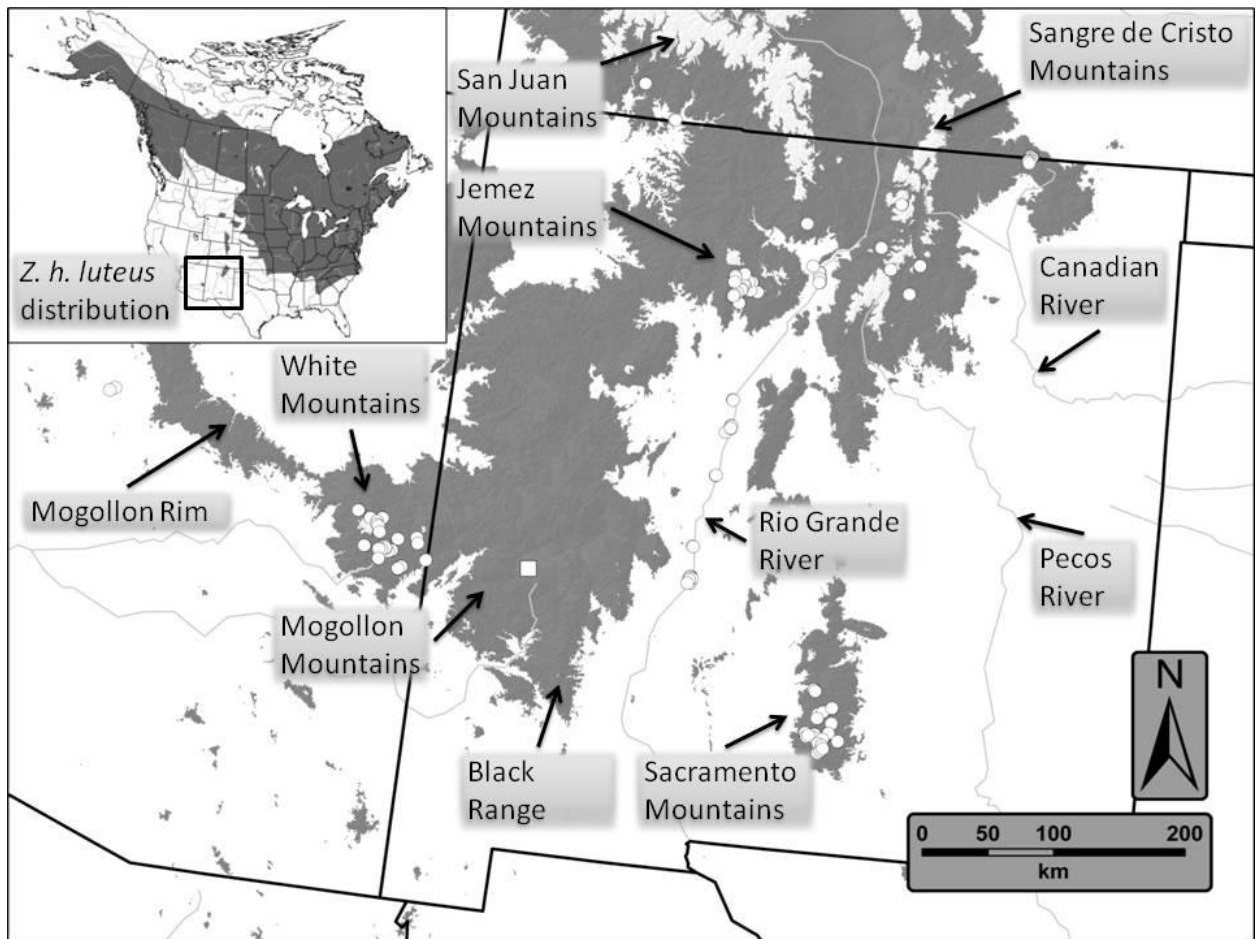 Sangre de Cristo
Mountains
San Juan
Mountains
Jemez
Mountains
Canadian
River
Z. h. luteus
distribution
White
Mountains
Mogollon Rim
Rio Grande
River
Pecos
River
Mogollon
Mountains
N
Black
Range
Sacramento
Mountains
0 50 100 200
km